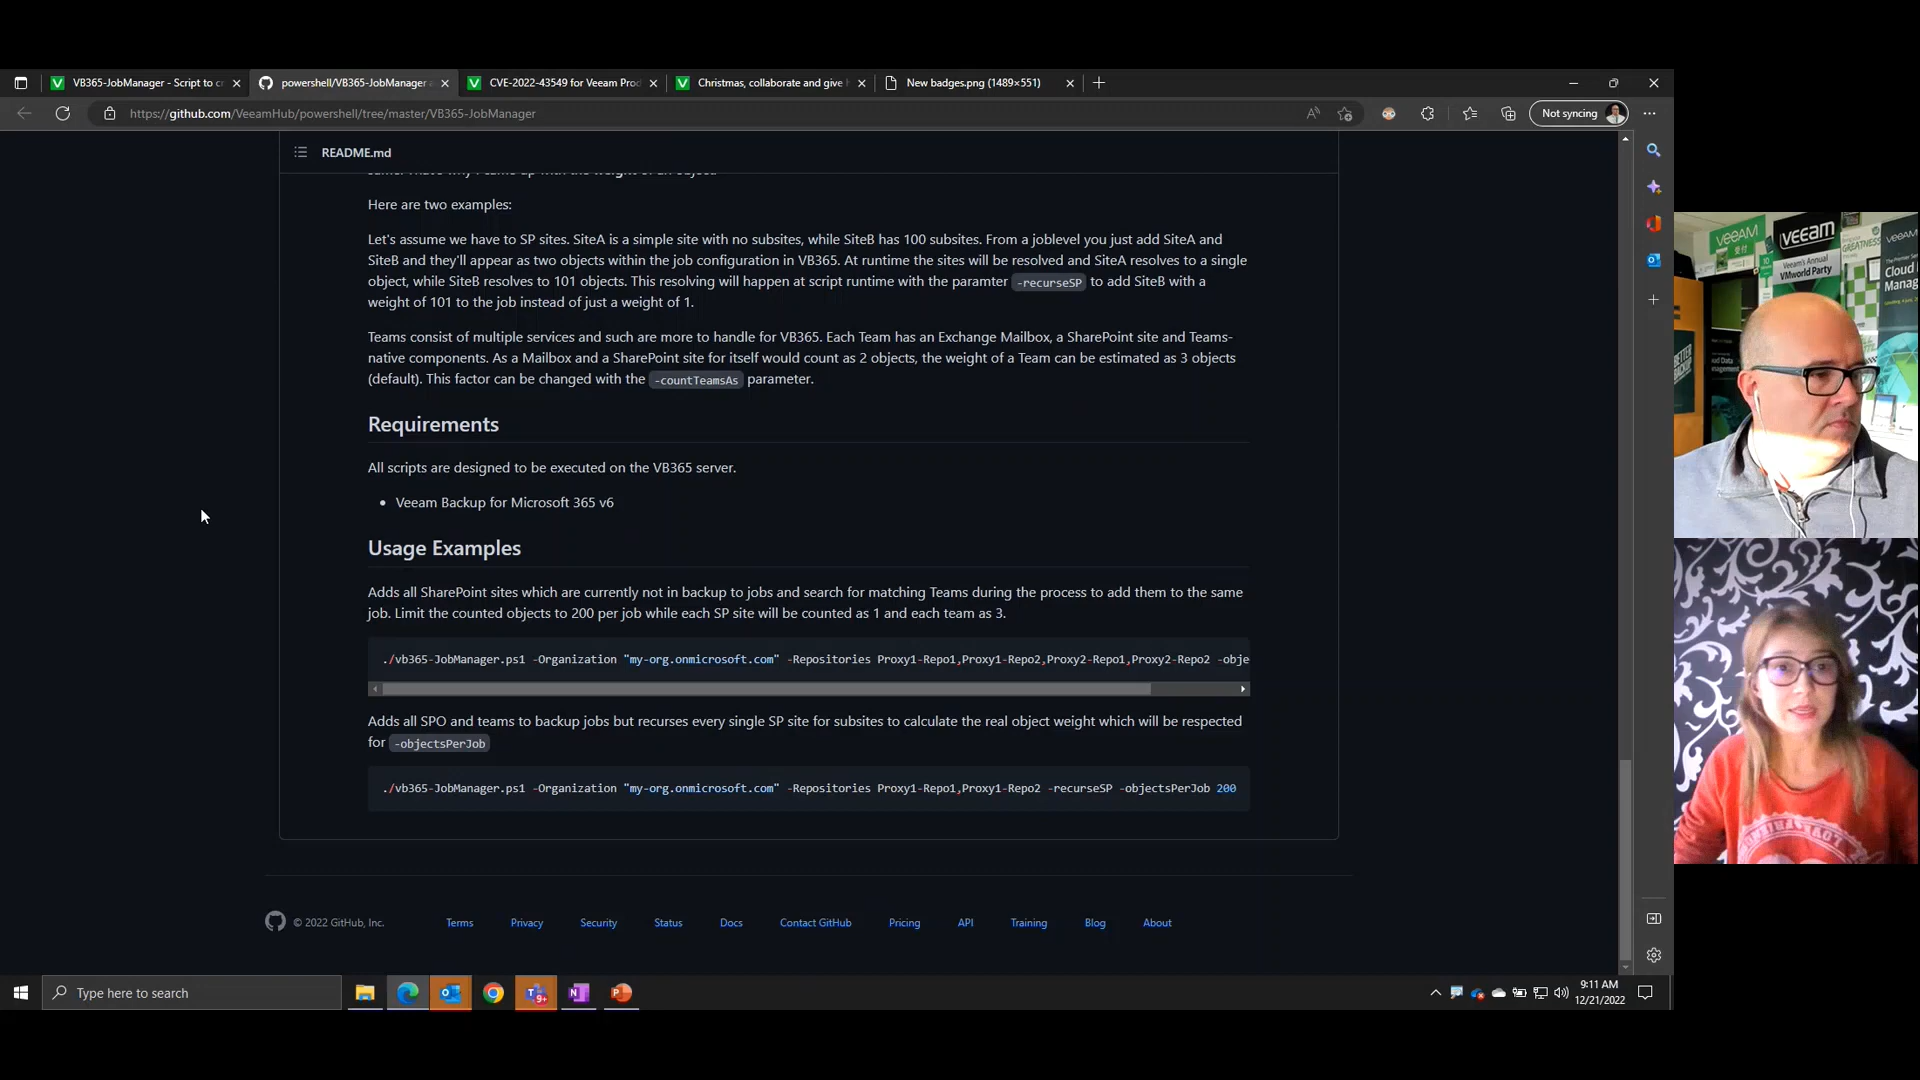 VB365-JobManager - Script to c
powershell/VB365-JobManager
CVE-2022-43549 for Veeam Prod
Christmas, collaborate and give
New badges.png (1489×551)
https://github.com/VeeamHub/powershell/tree/master/VB365-JobManager
Not syncing
README.md
Here are two examples:
Let's assume we have to SP sites. SiteA is a simple site with no subsites, while SiteB has 100 subsites. From a joblevel you just add SiteA and
SiteB and they'll appear as two objects within the job configuration in VB365. At runtime the sites will be resolved and SiteA resolves to a single
object, while SiteB resolves to 101 objects. This resolving will happen at script runtime with the paramter -recurseSP to add SiteB with a
weight of 101 to the job instead of just a weight of 1.
Teams consist of multiple services and such are more to handle for VB365. Each Team has an Exchange Mailbox, a SharePoint site and Teams-
native components. As a Mailbox and a SharePoint site for itself would count as 2 objects, the weight of a Team can be estimated as 3 objects
(default). This factor can be changed with the -countTeamsAs parameter.
Requirements
All scripts are designed to be executed on the VB365 server.
• Veeam Backup for Microsoft 365 v6
Usage Examples
Adds all SharePoint sites which are currently not in backup to jobs and search for matching Teams during the process to add them to the same
job. Limit the counted objects to 200 per job while each SP site will be counted as 1 and each team as 3.
./vb365-JobManager.ps1 -Organization "my-org.onmicrosoft.com" -Repositories Proxy1-Repo1,Proxy1-Repo2,Proxy2-Repo1,Proxy2-Repo2 -obje
Adds all SPO and teams to backup jobs but recurses every single SP site for subsites to calculate the real object weight which will be respected
for -objectsPerJob
./vb365-JobManager.ps1 -Organization "my-org.onmicrosoft.com" -Repositories Proxy1-Repo1,Proxy1-Repo2 -recurseSP -objectsPerJob 200
© 2022 GitHub, Inc.
Terms
Privacy
Security
Status
Docs
Contact GitHub
Pricing
API
Training
Blog
About
Type here to search
9:11 AM
12/21/2022
VEEAM
veeam
Veeam's Annual
VMworld Party
GREATNESS
VEEAM
Cloud
Manag
BETTER